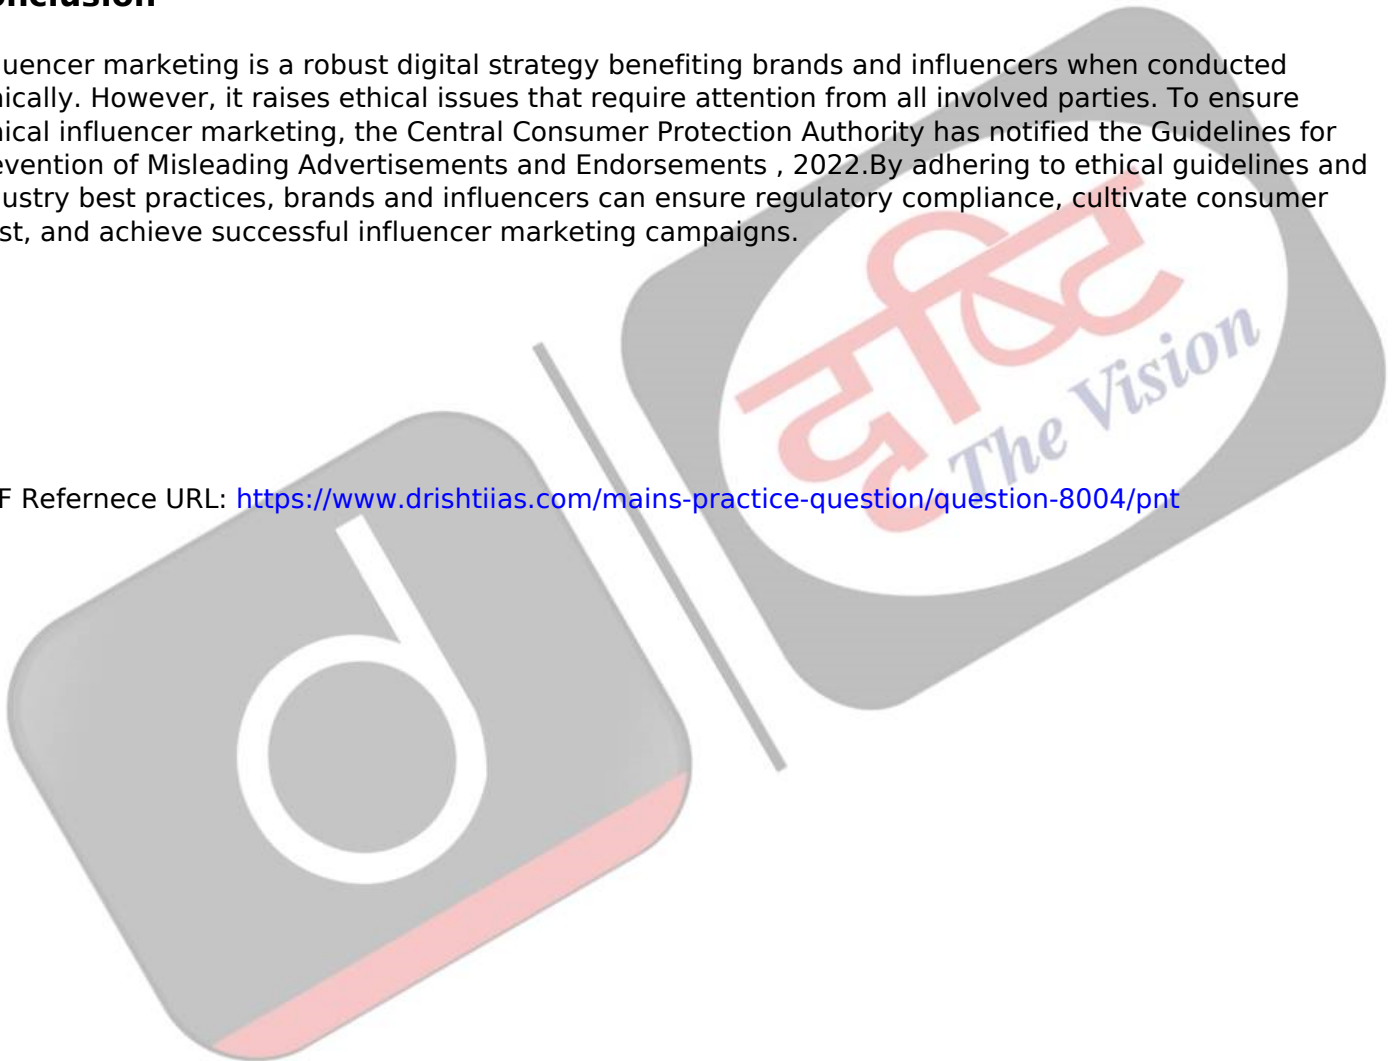 onclusion
uencer marketing is a robust digital strategy benefiting brands and influencers when conducted
ically. However, it raises ethical issues that require attention from all involved parties. To ensure
ical influencer marketing, the Central Consumer Protection Authority has notified the Guidelines for
evention of Misleading Advertisements and Endorsements , 2022.By adhering to ethical guidelines and
ustry best practices, brands and influencers can ensure regulatory compliance, cultivate consumer
st, and achieve successful influencer marketing campaigns.
दृष्टि
The Vision
F Refernece URL: https://www.drishtiias.com/mains-practice-question/question-8004/pnt
d